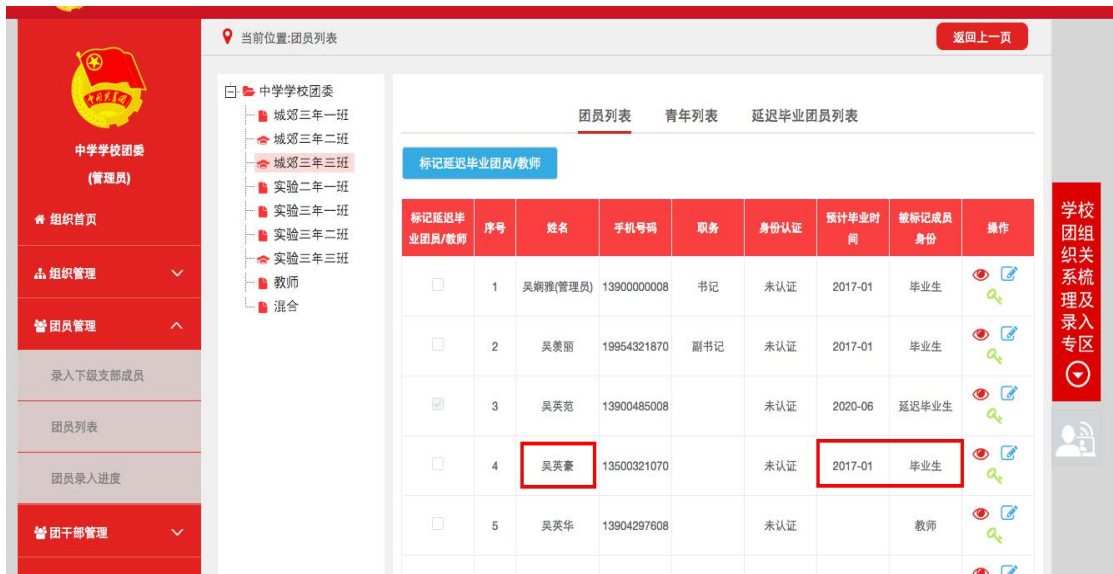 当前位置:团员列表
返回上一页
中学学校团委
(管理员)
组织首页
组织管理
团员管理
录入下级支部成员
团员列表
团员录入进度
团干部管理
中学学校团委
城郊三年一班
城郊三年二班
城郊三年三班
实验二年一班
实验三年一班
实验三年二班
实验三年三班
教师
混合
团员列表 青年列表 延迟毕业团员列表
标记延迟毕业团员/教师
标记延迟毕业团员/教师 序号 姓名 手机号码 职务 身份认证 预计毕业时间 被标记成员身份 操作
1 吴娴雅(管理员) 13900000008 书记 未认证 2017-01 毕业生
2 吴羡丽 19954321870 副书记 未认证 2017-01 毕业生
3 吴英范 13900485008 未认证 2020-06 延迟毕业生
4 吴英豪 13500321070 未认证 2017-01 毕业生
5 吴英华 13904297608 未认证 教师
学校
团组
织关
系梳
理及
录入
专区